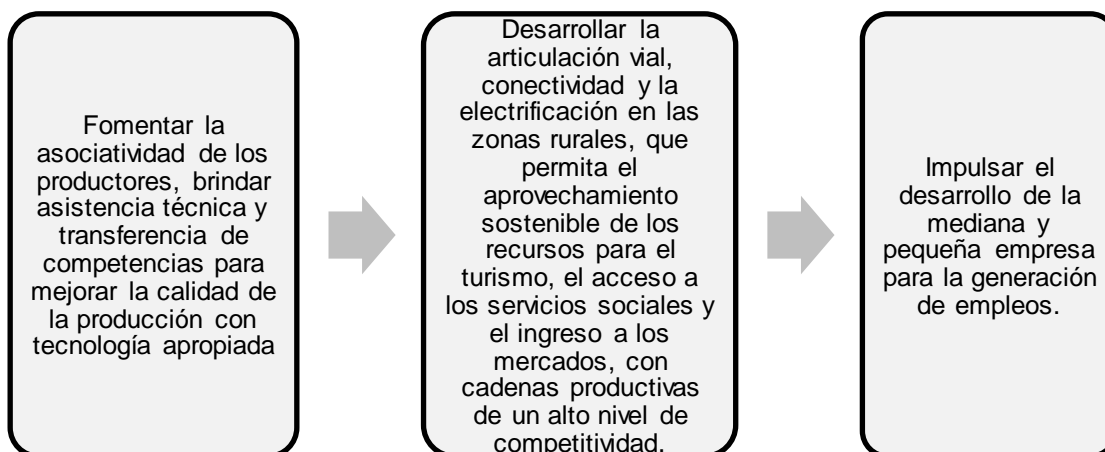 Fomentar la
asociatividad de los
productores, brindar
asistencia técnica y
transferencia de
competencias para
mejorar la calidad de
la producción con
tecnología apropiada
Desarrollar la
articulación vial,
conectividad y la
electrificación en las
zonas rurales, que
permita el
aprovechamiento
sostenible de los
recursos para el
turismo, el acceso a
los servicios sociales y
el ingreso a los
mercados, con
cadenas productivas
de un alto nivel de
competitividad.
Impulsar el
desarrollo de la
mediana y
pequeña empresa
para la generación
de empleos.